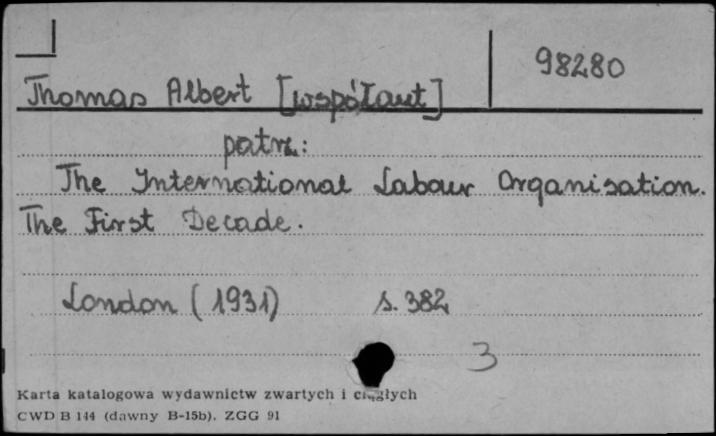 98280
Thomas Albert [współaut]
patrz:
The International Labour Organisation.
The First Decade.
London (1931) s. 382
3
Karta katalogowa wydawnictw zwartych i ciągłych
CWD B 144 (dawny B-15b). ZGG 91